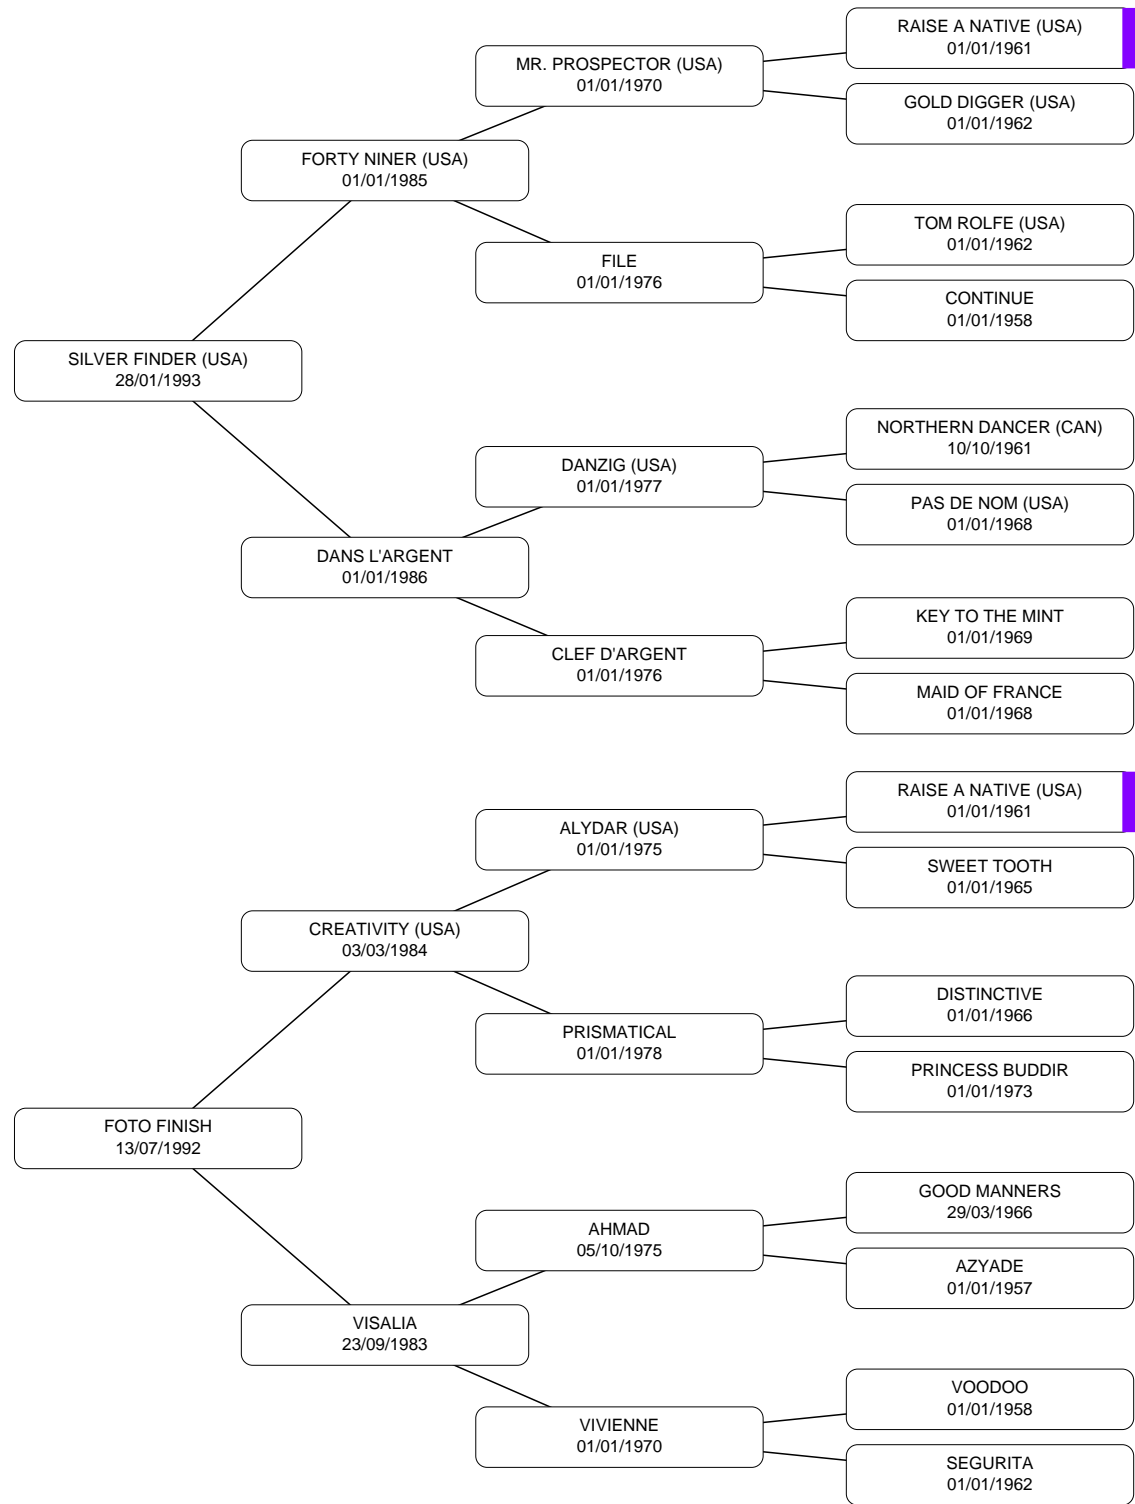 RAISE A NATIVE (USA)
01/01/1961
MR. PROSPECTOR (USA)
01/01/1970
GOLD DIGGER (USA)
01/01/1962
FORTY NINER (USA)
01/01/1985
TOM ROLFE (USA)
01/01/1962
FILE
01/01/1976
CONTINUE
01/01/1958
SILVER FINDER (USA)
28/01/1993
NORTHERN DANCER (CAN)
10/10/1961
DANZIG (USA)
01/01/1977
PAS DE NOM (USA)
01/01/1968
DANS L'ARGENT
01/01/1986
KEY TO THE MINT
01/01/1969
CLEF D'ARGENT
01/01/1976
MAID OF FRANCE
01/01/1968
RAISE A NATIVE (USA)
01/01/1961
ALYDAR (USA)
01/01/1975
SWEET TOOTH
01/01/1965
CREATIVITY (USA)
03/03/1984
DISTINCTIVE
01/01/1966
PRISMATICAL
01/01/1978
PRINCESS BUDDIR
01/01/1973
FOTO FINISH
13/07/1992
GOOD MANNERS
29/03/1966
AHMAD
05/10/1975
AZYADE
01/01/1957
VISALIA
23/09/1983
VOODOO
01/01/1958
VIVIENNE
01/01/1970
SEGURITA
01/01/1962